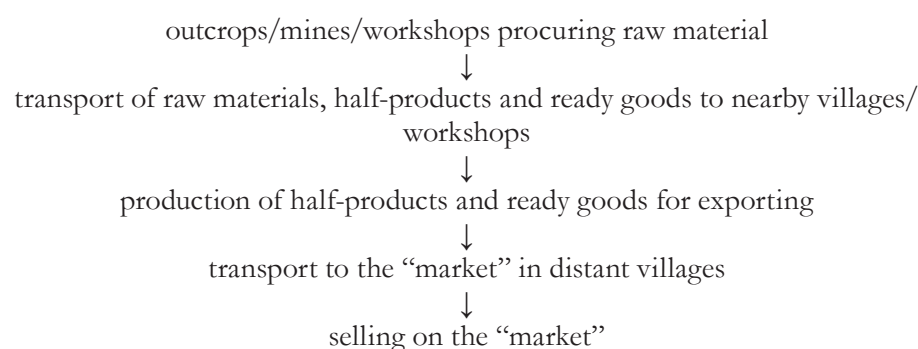 outcrops/mines/workshops procuring raw material
↓
transport of raw materials, half-products and ready goods to nearby villages/
workshops
↓
production of half-products and ready goods for exporting
↓
transport to the “market” in distant villages
↓
selling on the “market”